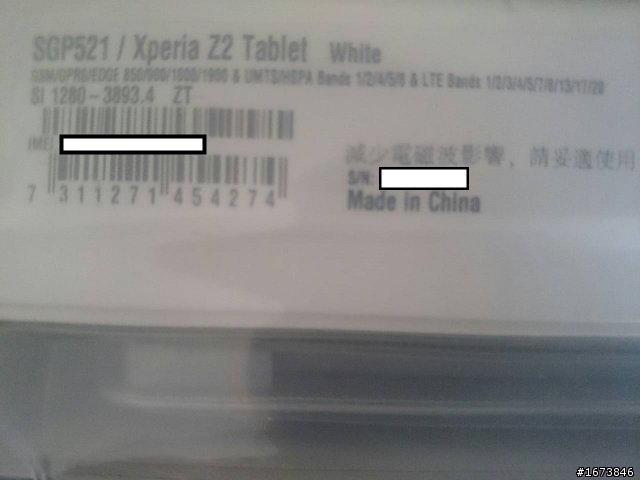 SGP521 / Xperia Z2 Tablet White
GSM/GPRS/EDGE 850/900/1800/1900 & UMTS/HSPA Bands 1/2/4/5/8 & LTE Bands 1/2/3/4/5/7/8/13/17/20
SI 1280-3893.4 ZT
IMEI
7 311271 454274
減少電磁波影響，請妥適使用
S/N:
Made in China
#1673846